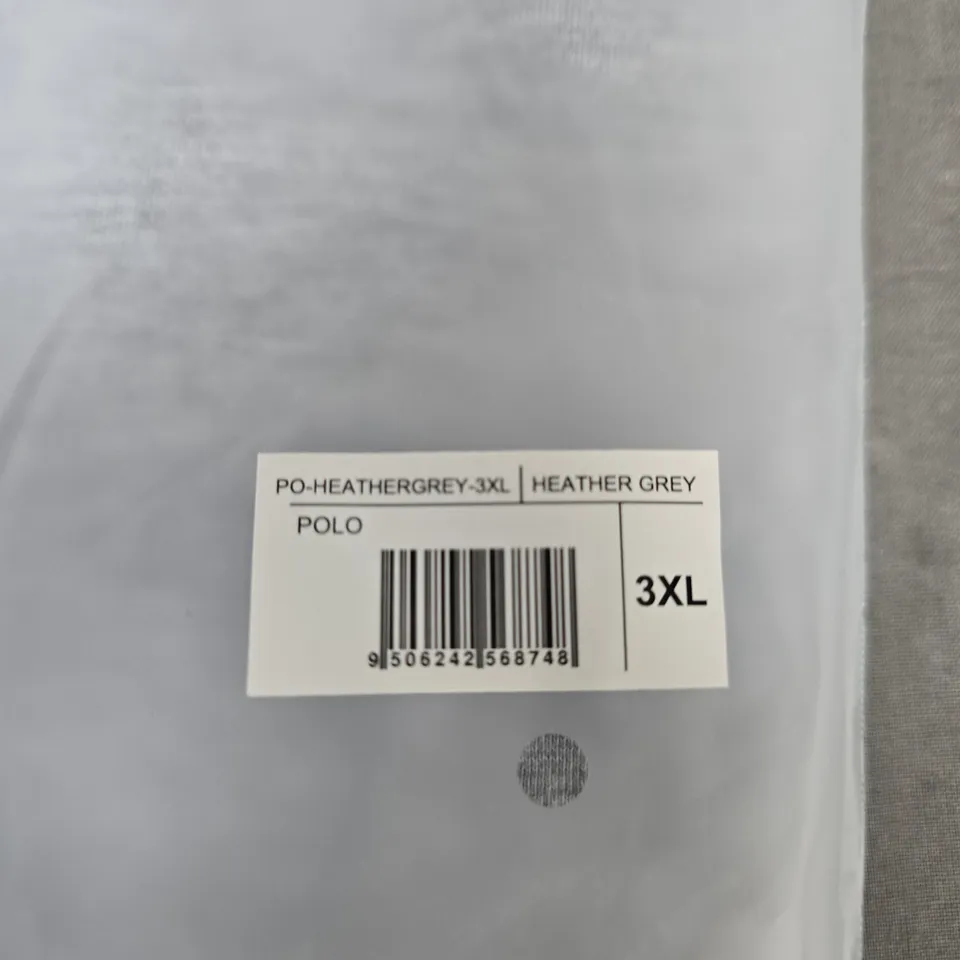 PO-HEATHERGREY-3XL HEATHER GREY
POLO
3XL
9 506242 568748